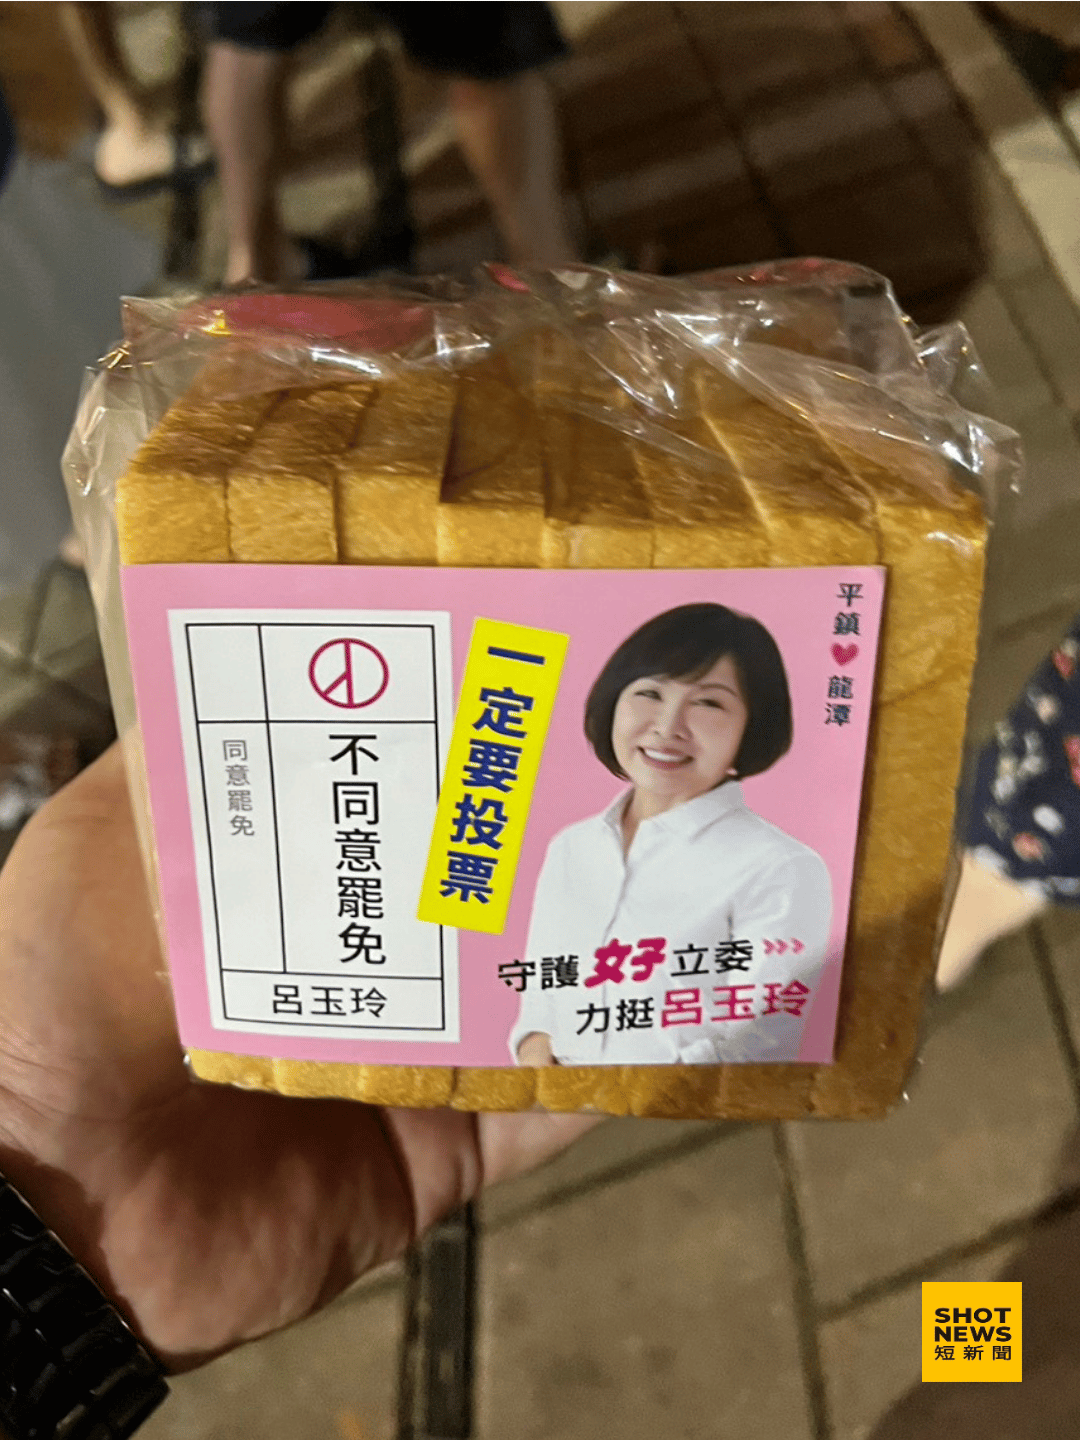 平鎮
龍潭
一定要投票
不同意罷免
同意罷免
呂玉玲
守護好立委
力挺呂玉玲
SHOT
NEWS
短新聞